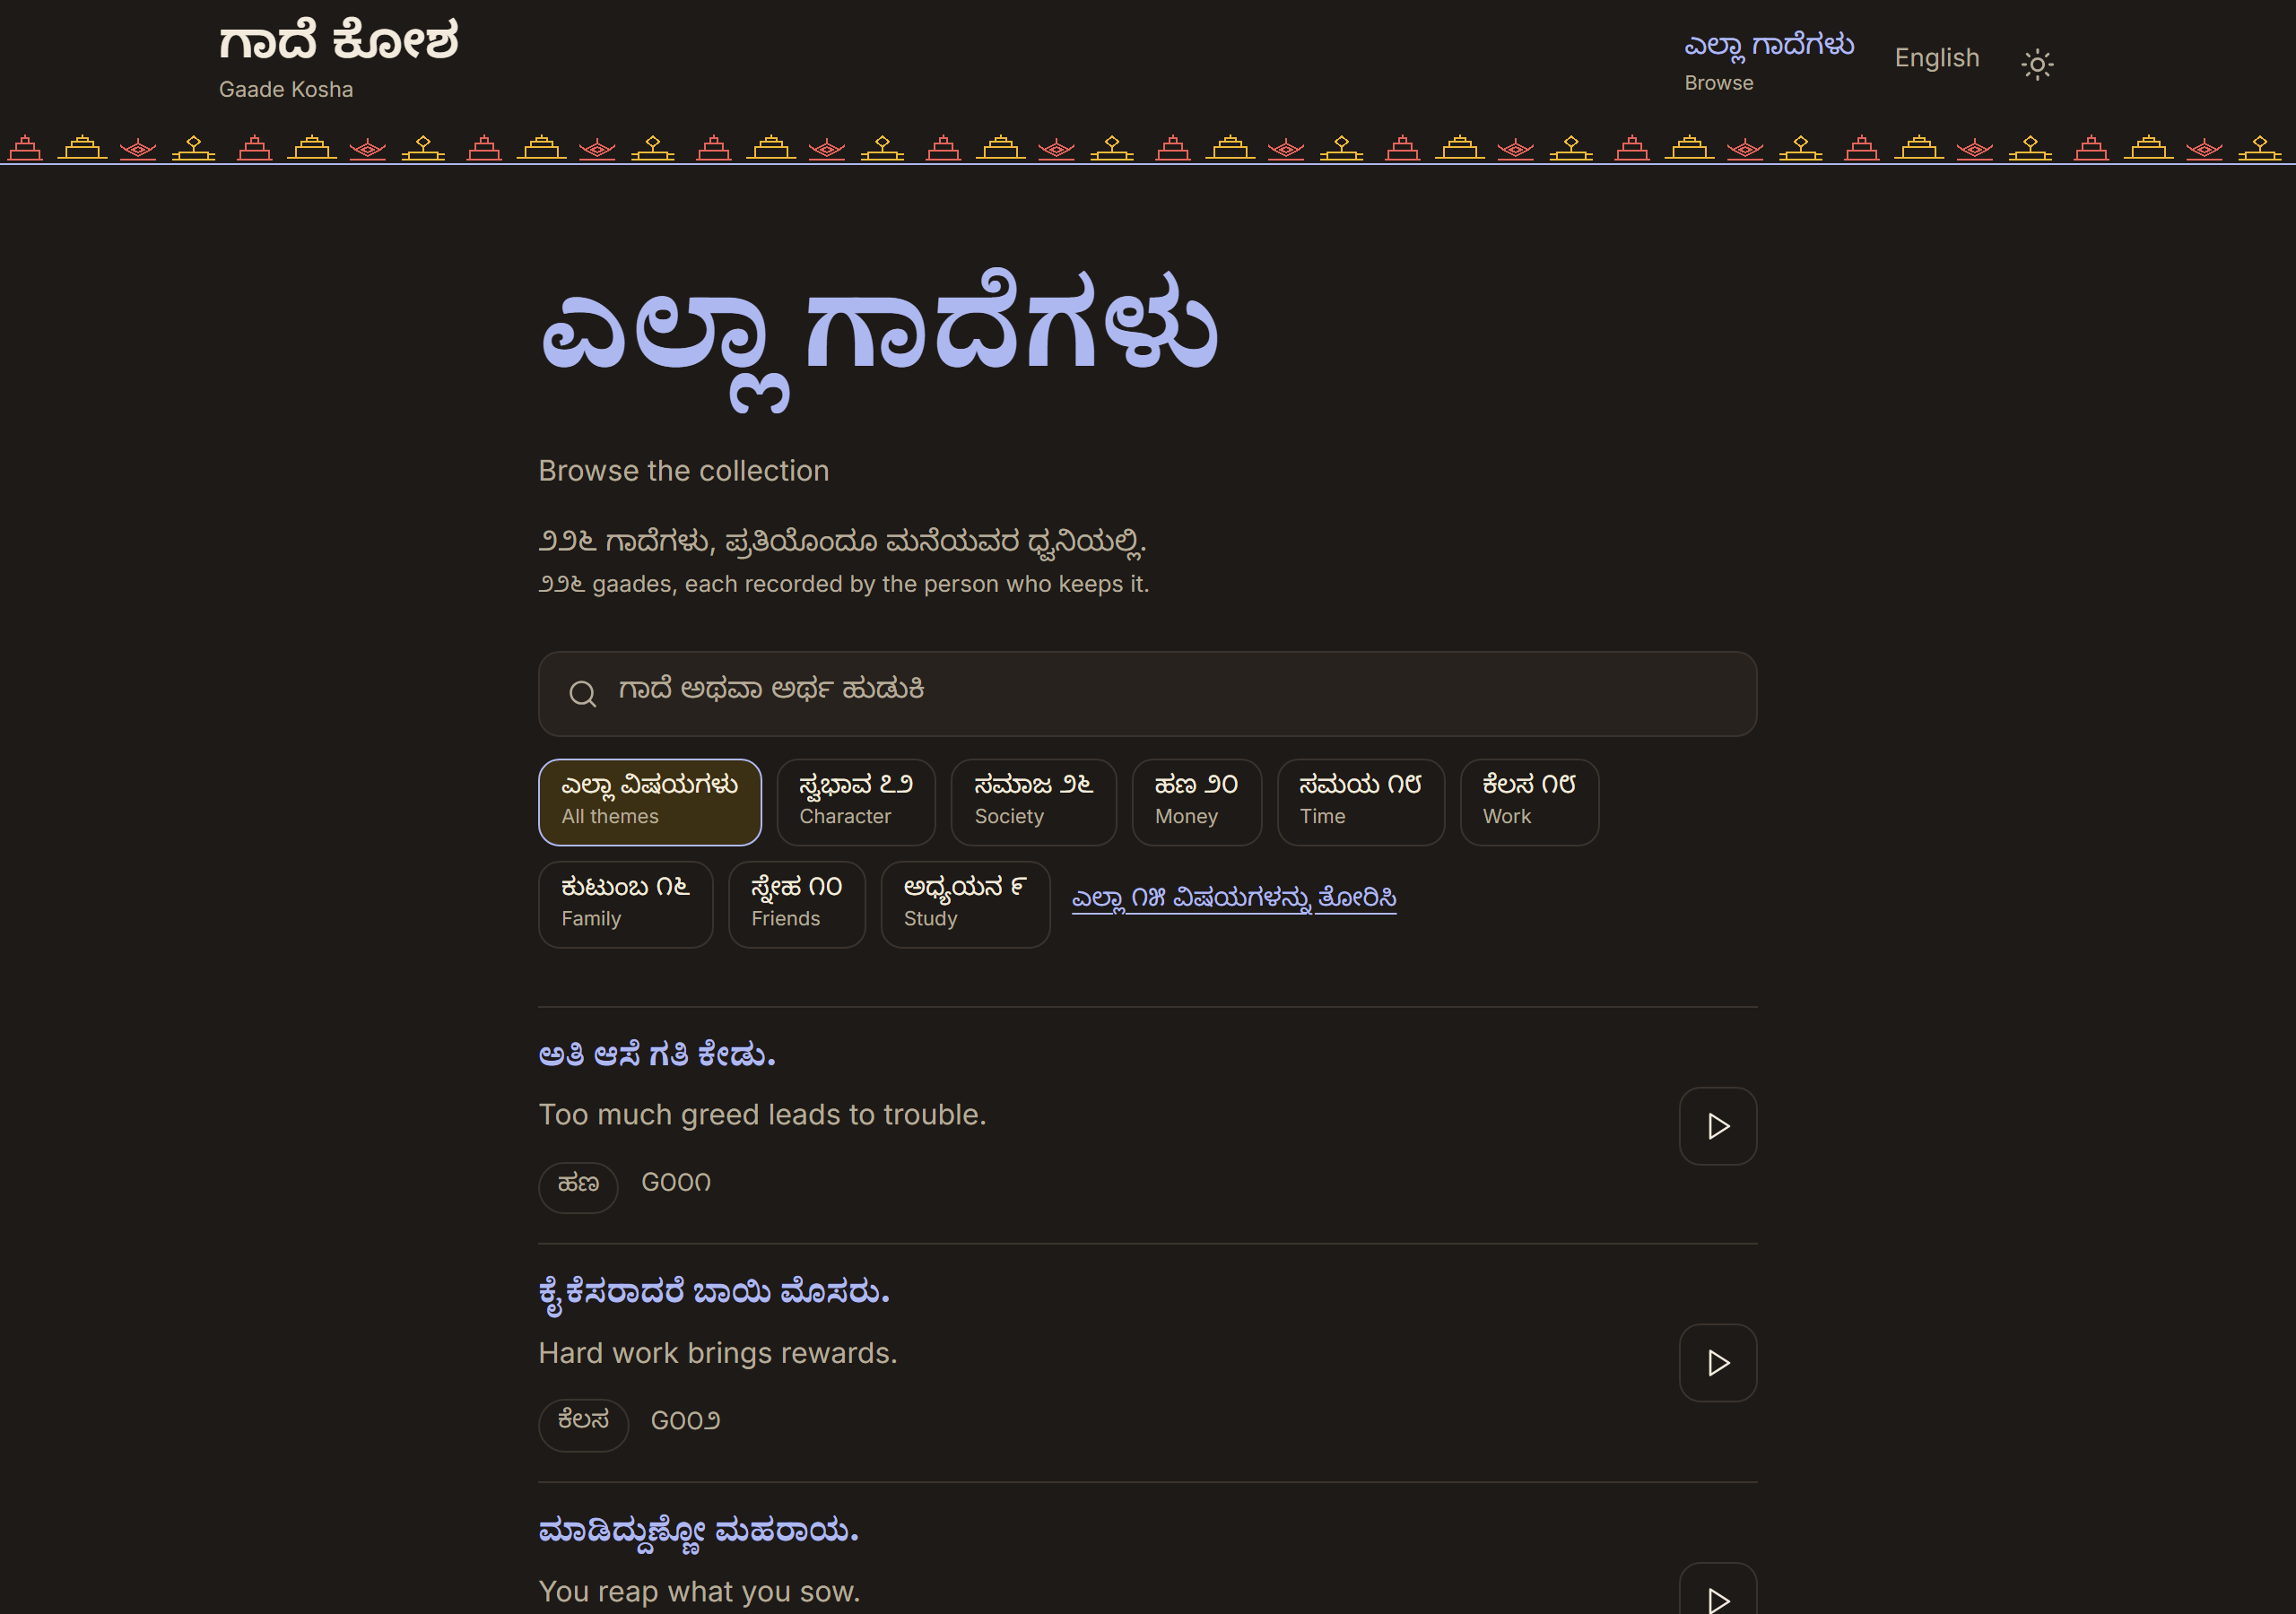 ಗಾದೆ ಕೋಶ
Gaade Kosha
ಎಲ್ಲಾ ಗಾದೆಗಳು
Browse
English
ಎಲ್ಲಾ ಗಾದೆಗಳು
Browse the collection
೨೨೬ ಗಾದೆಗಳು, ಪ್ರತಿಯೊಂದೂ ಮನೆಯವರ ಧ್ವನಿಯಲ್ಲಿ.
೨೨೬ gaades, each recorded by the person who keeps it.
ಗಾದೆ ಅಥವಾ ಅರ್ಥ ಹುಡುಕಿ
ಎಲ್ಲಾ ವಿಷಯಗಳು
All themes
ಸ್ವಭಾವ ೭೨
Character
ಸಮಾಜ ೨೬
Society
ಹಣ ೨೦
Money
ಸಮಯ ೧೮
Time
ಕೆಲಸ ೧೮
Work
ಕುಟುಂಬ ೧೬
Family
ಸ್ನೇಹ ೧೦
Friends
ಅಧ್ಯಯನ ೯
Study
ಎಲ್ಲಾ ೧೫ ವಿಷಯಗಳನ್ನು ತೋರಿಸಿ
ಅತಿ ಆಸೆ ಗತಿ ಕೇಡು.
Too much greed leads to trouble.
ಹಣ
G೦೦೧
ಕೈ ಕೆಸರಾದರೆ ಬಾಯಿ ಮೊಸರು.
Hard work brings rewards.
ಕೆಲಸ
G೦೦೨
ಮಾಡಿದ್ದುಣ್ಣೋ ಮಹರಾಯ.
You reap what you sow.